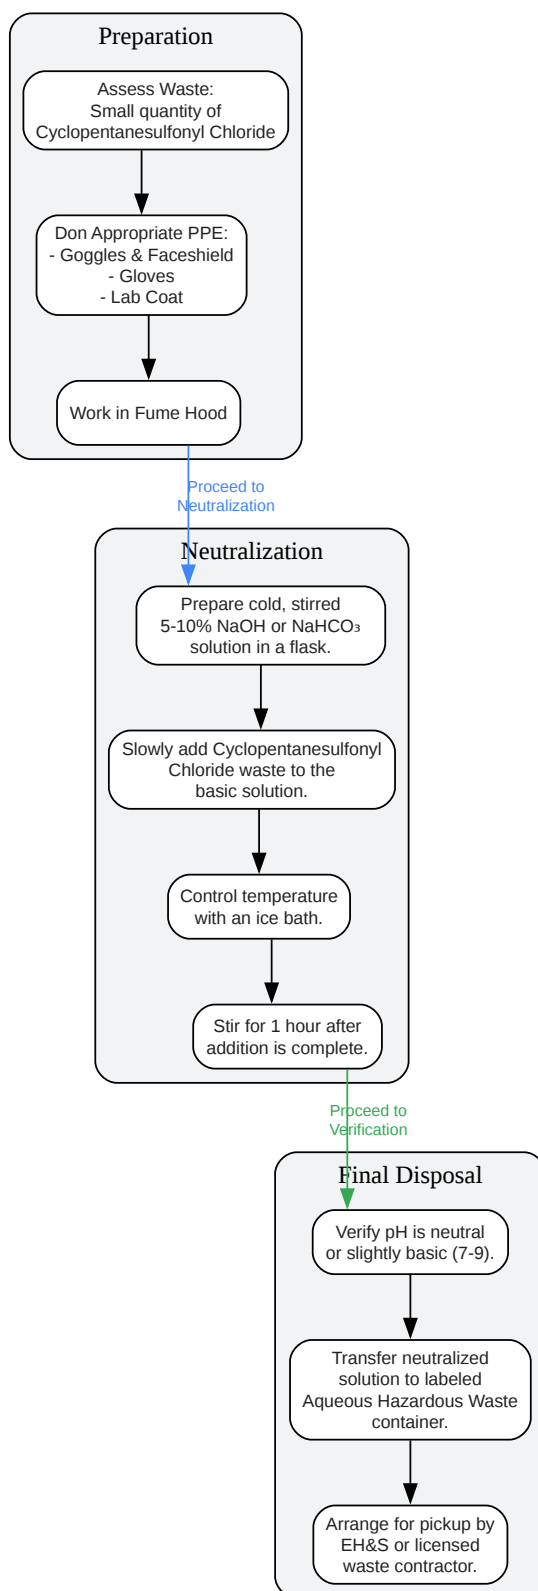 Preparation
Assess Waste:
Small quantity of
Cyclopentanesulfonyl Chloride
Don Appropriate PPE:
- Goggles & Faceshield
- Gloves
- Lab Coat
Work in Fume Hood
Proceed to
Neutralization
Neutralization
Prepare cold, stirred
5-10% NaOH or NaHCO₃
solution in a flask.
Slowly add Cyclopentanesulfonyl
Chloride waste to the
basic solution.
Control temperature
with an ice bath.
Stir for 1 hour after
addition is complete.
Proceed to
Verification
Final Disposal
Verify pH is neutral
or slightly basic (7-9).
Transfer neutralized
solution to labeled
Aqueous Hazardous Waste
container.
Arrange for pickup by
EH&S or licensed
waste contractor.